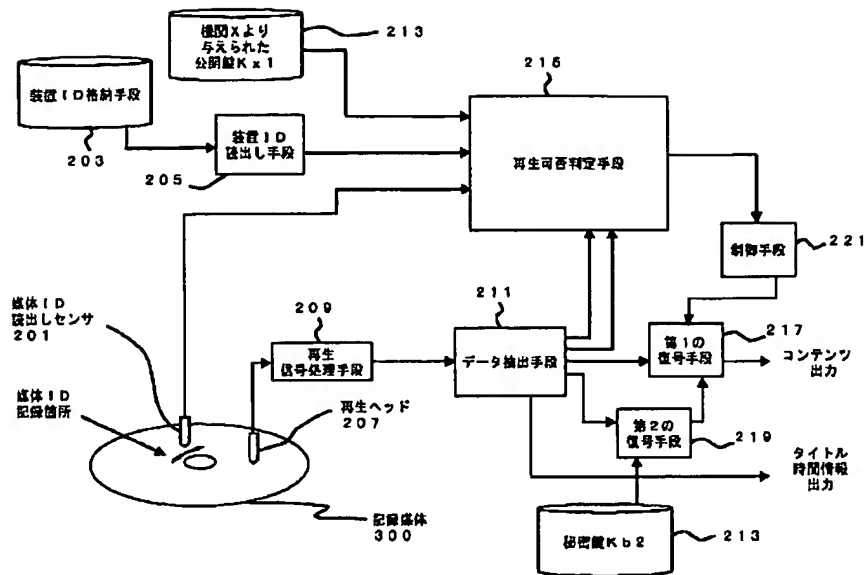 機関Xより
与えられた
公開鍵Kx1
213
装置ID格納手段
203
装置ID
読出し手段
205
215
再生可否判定手段
制御手段
221
媒体ID
読出しセンサ
201
209
再生
信号処理手段
211
データ抽出手段
第1の
復号手段
217
コンテンツ
出力
媒体ID
記録箇所
再生ヘッド
207
第2の
復号手段
219
タイトル
時間情報
出力
記録媒体
300
秘密鍵Kb2
213